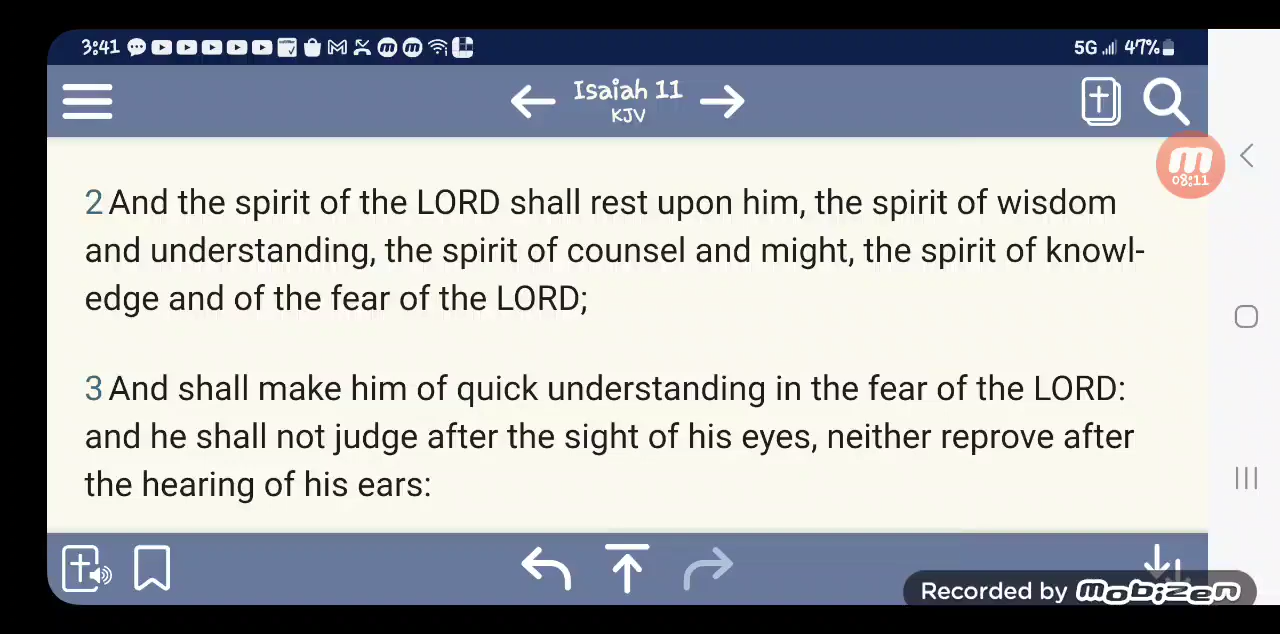 3:41
5G 47%
Isaiah 11
KJV
08:11
2 And the spirit of the LORD shall rest upon him, the spirit of wisdom
and understanding, the spirit of counsel and might, the spirit of knowl-
edge and of the fear of the LORD;
3 And shall make him of quick understanding in the fear of the LORD:
and he shall not judge after the sight of his eyes, neither reprove after
the hearing of his ears:
Recorded by mobizen